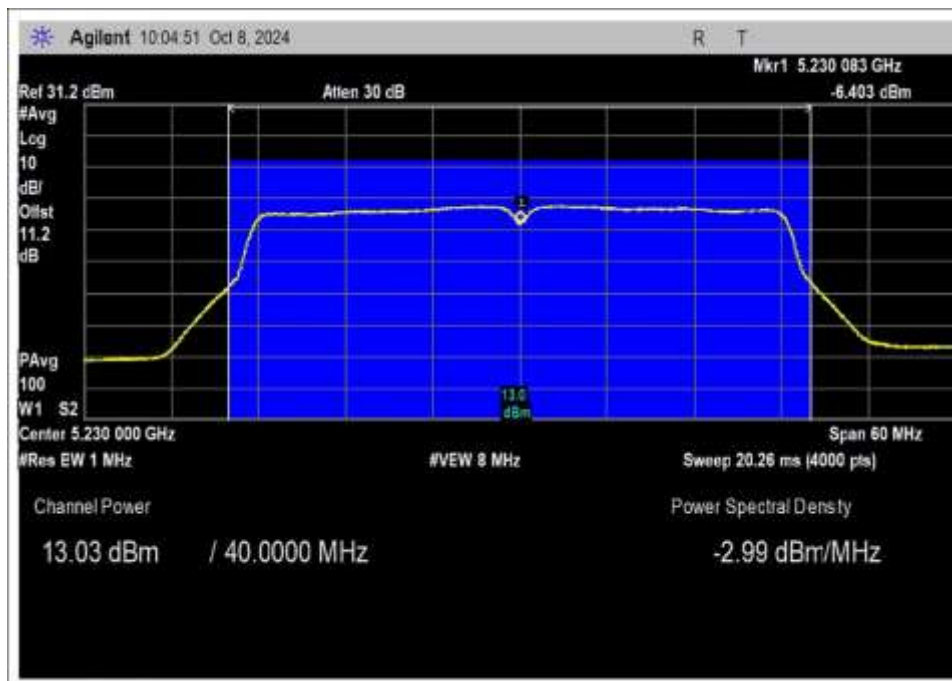 Agilent 10:04:51 Oct 8, 2024 R T
Mkr1 5.230 083 GHz
Ref 31.2 dBm Atten 30 dB -6.403 dBm
#Avg
Log
10
dB/
Offst
11.2
dB
1
PAvg
100
W1 S2
13.0
dBm
Center 5.230 000 GHz Span 60 MHz
#Res BW 1 MHz #VBW 8 MHz Sweep 20.26 ms (4000 pts)
Channel Power Power Spectral Density
13.03 dBm / 40.0000 MHz -2.99 dBm/MHz